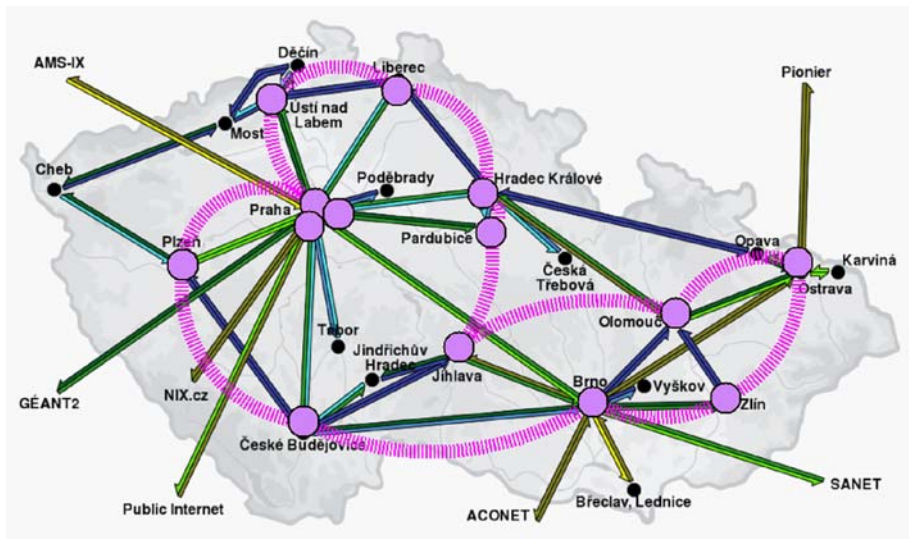 Děčín
AMS-IX
Liberec
Pionier
Ústí nad
Labem
Most
Cheb
Poděbrady
Hradec Králové
Praha
Plzeň
Pardubice
Opava
Karviná
Česká
Třebová
Ostrava
Olomouč
Tabor
Jindřichův
Hradec
Jihlava
Brno
Vyškov
Zlín
GÉANT2
NIX.cz
České Budějovice
SANET
Public Internet
ACONET
Břeclav, Lednice